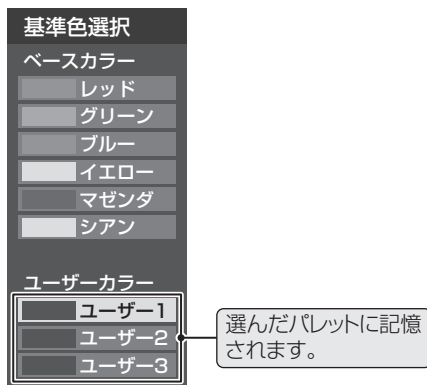 基準色選択
ベースカラー
レッド
グリーン
ブルー
イエロー
マゼンダ
シアン
ユーザーカラー
ユーザー1
ユーザー2
ユーザー3
選んだパレットに記憶
されます。